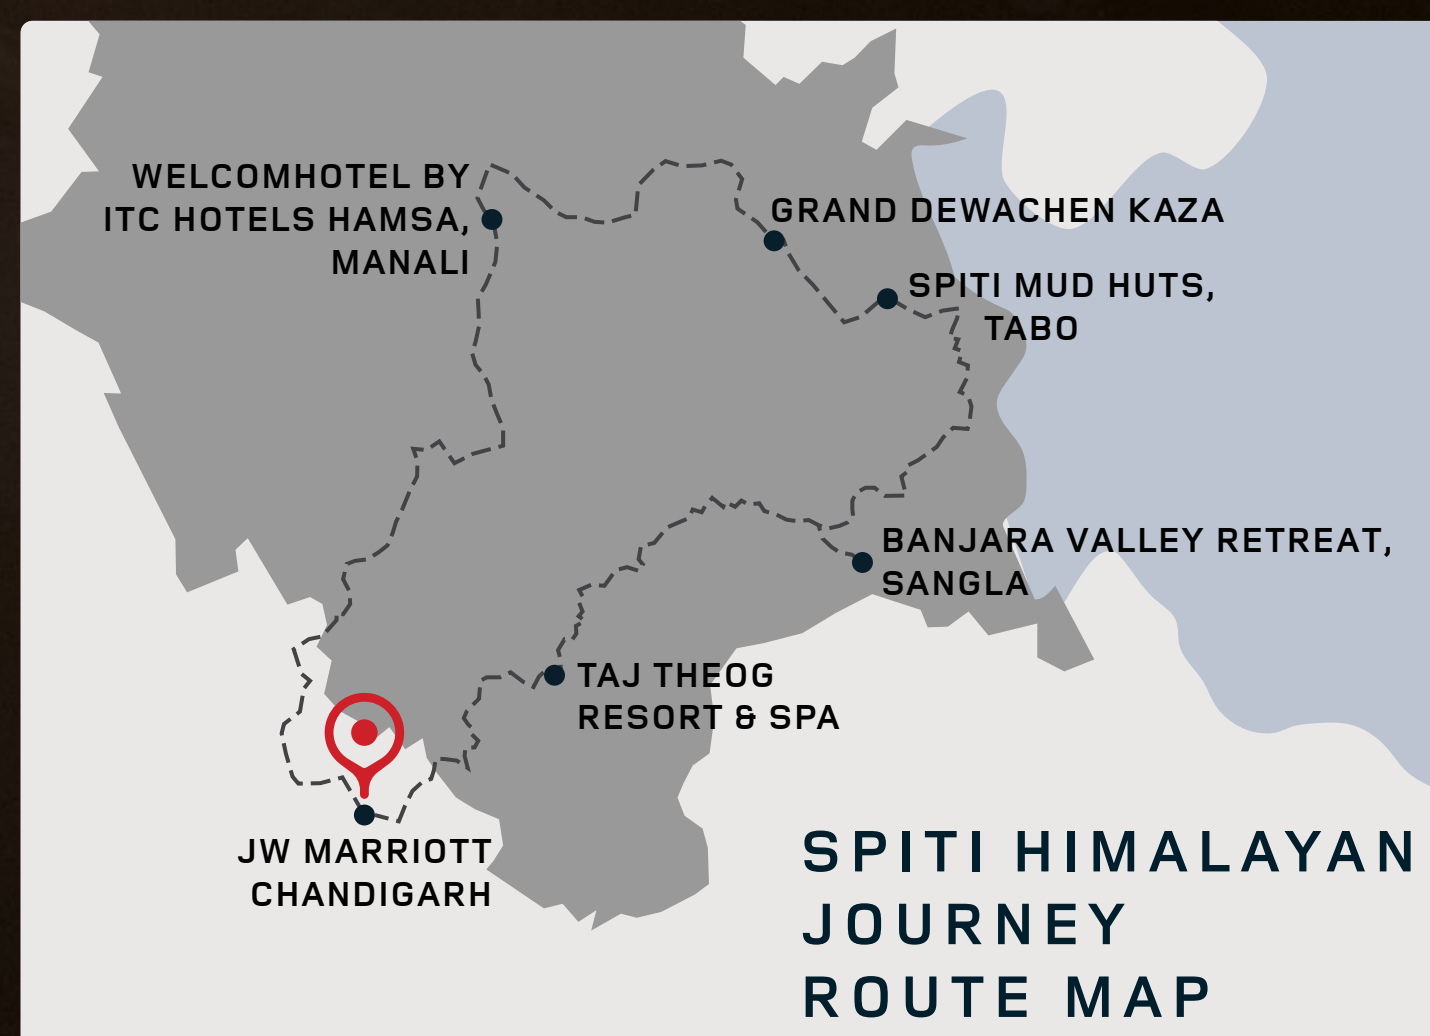 WELCOMHOTEL BY
ITC HOTELS HAMSA,
MANALI
GRAND DEWACHEN KAZA
SPITI MUD HUTS,
TABO
BANJARA VALLEY RETREAT,
SANGLA
TAJ THEOG
RESORT & SPA
JW MARRIOTT
CHANDIGARH
SPITI HIMALAYAN
JOURNEY
ROUTE MAP